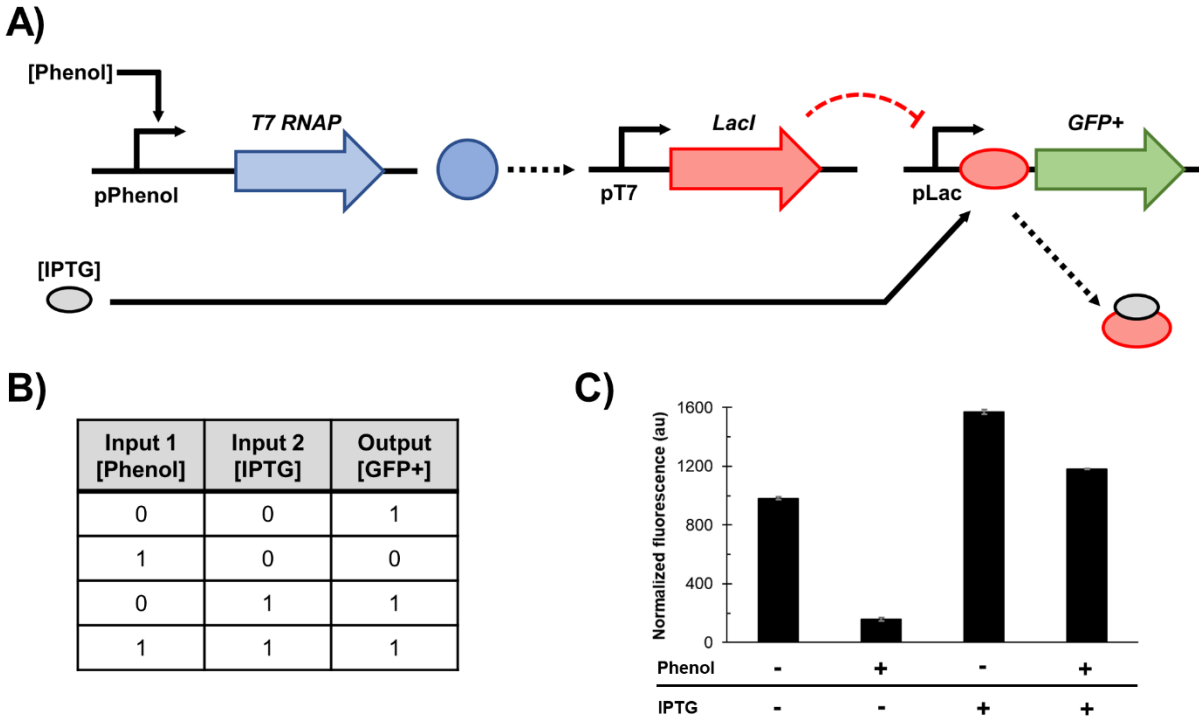 A)
[Phenol]
T7 RNAP
LacI
GFP+
pPhenol
pT7
pLac
[IPTG]
B)
Input 1 [Phenol] Input 2 [IPTG] Output [GFP+]
0 0 1
1 0 0
0 1 1
1 1 1
C)
Normalized fluorescence (au)
1600
1200
800
400
0
Phenol - + - +
IPTG - - + +